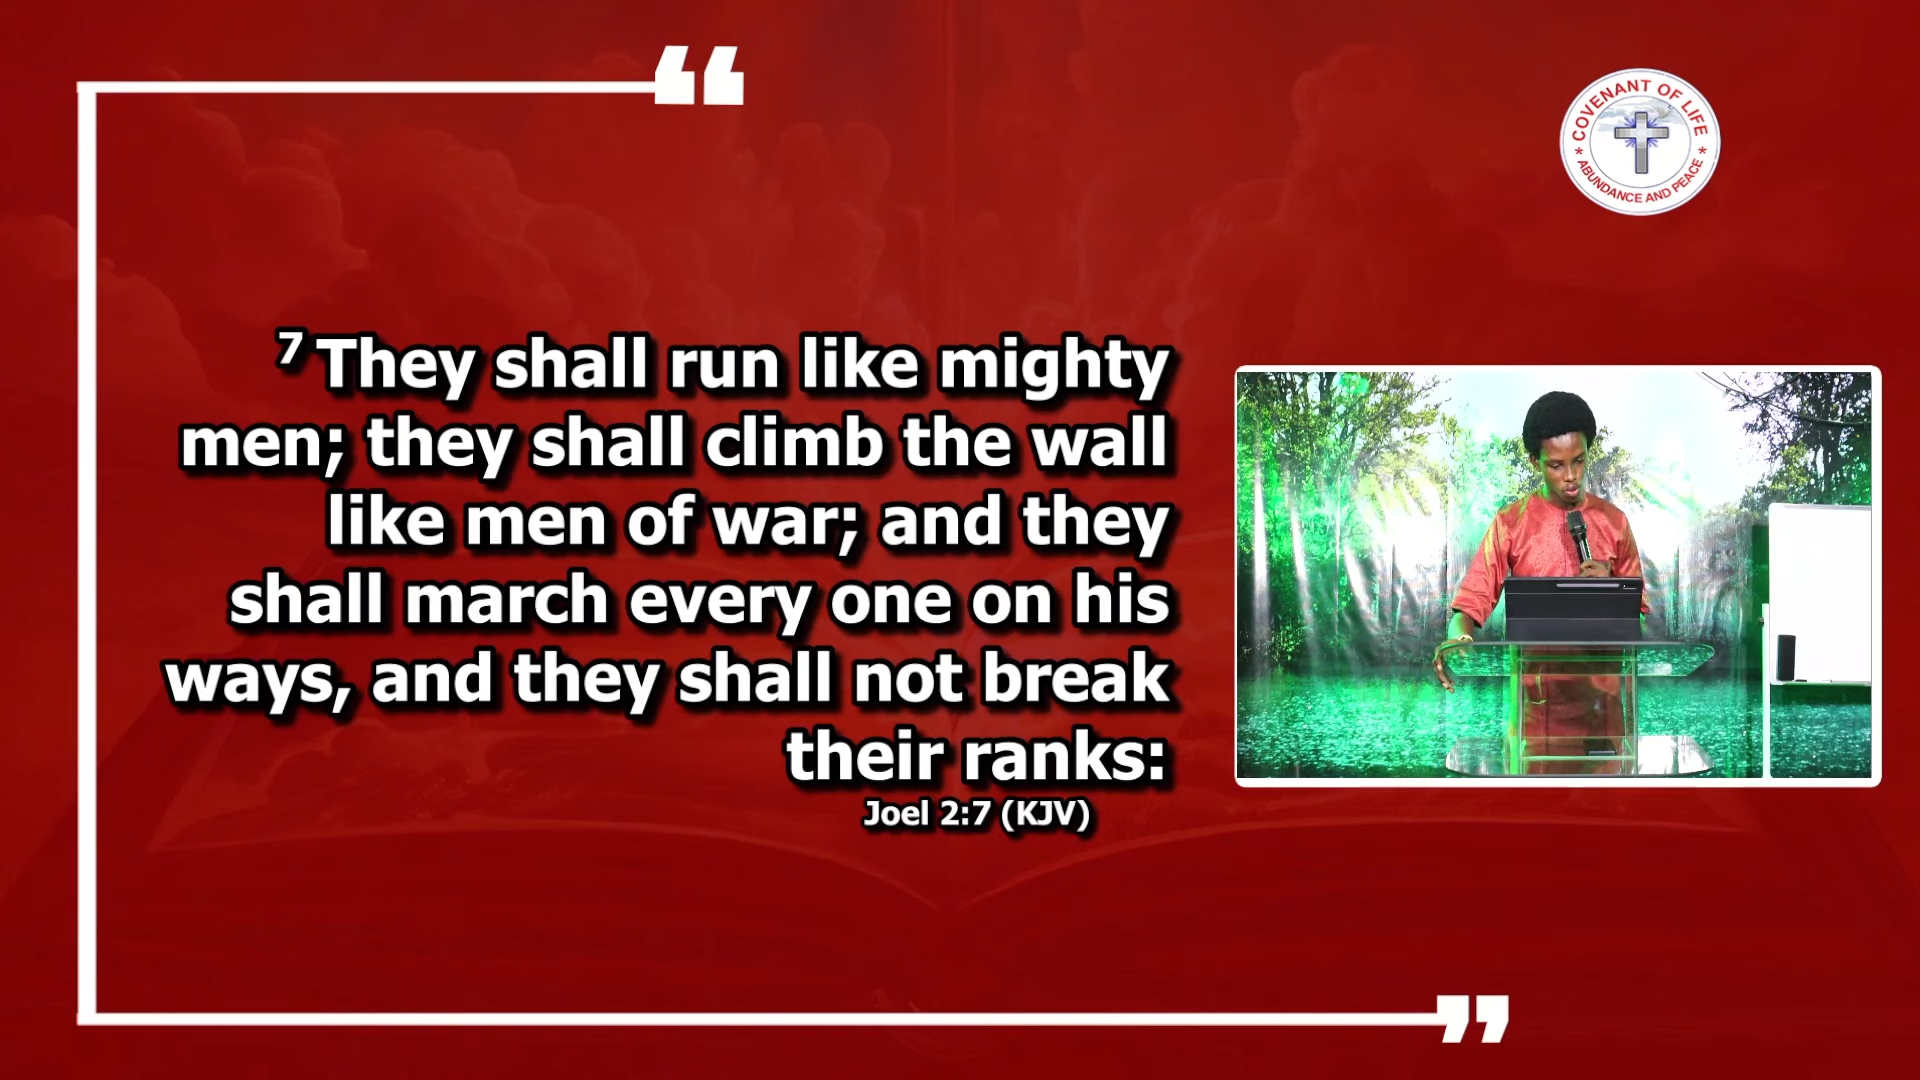 “
COVENANT OF LIFE
* ABUNDANCE AND PEACE *
7 They shall run like mighty
men; they shall climb the wall
like men of war; and they
shall march every one on his
ways, and they shall not break
their ranks:
Joel 2:7 (KJV)
”